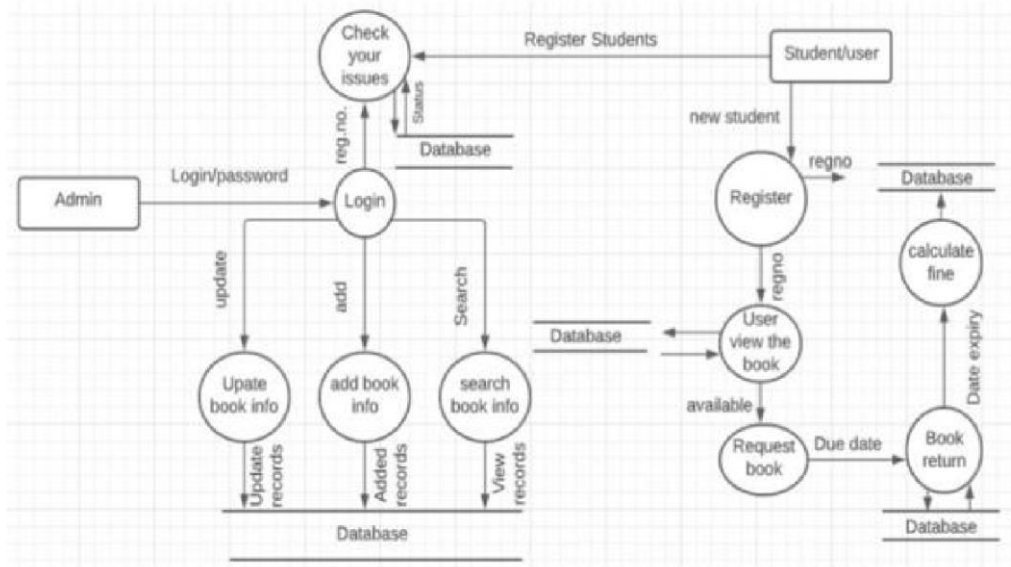 Check
your
issues
Register Students
Student/user
Status
reg.no.
Database
new student
Login/password
Admin
Login
Register
regno
Database
calculate
fine
update
add
Search
regno
Database
User
view the
book
Date expiry
Upate
book info
add book
info
search
book info
available
Request
book
Due date
Book
return
Update
records
Added
records
View
records
Database
Database